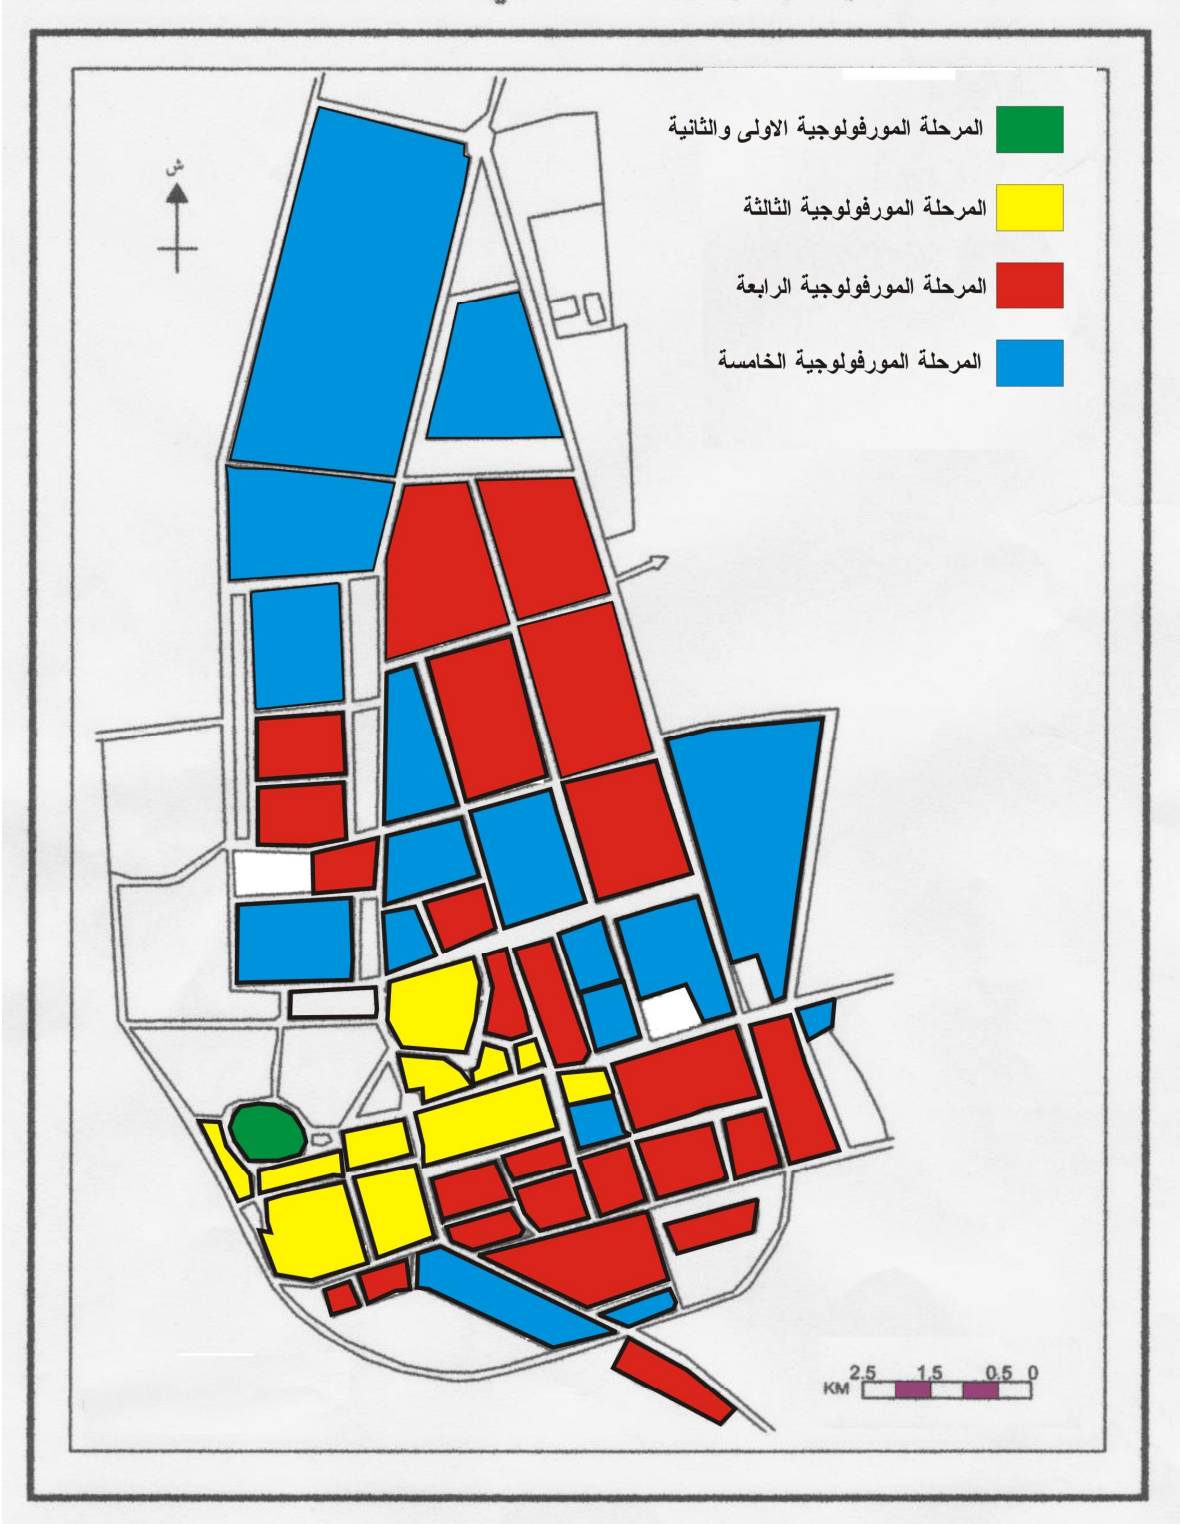 المرحلة المورفولوجية الاولى والثانية
المرحلة المورفولوجية الثالثة
المرحلة المورفولوجية الرابعة
المرحلة المورفولوجية الخامسة
ش
2.5 1.5 0.5 0
KM